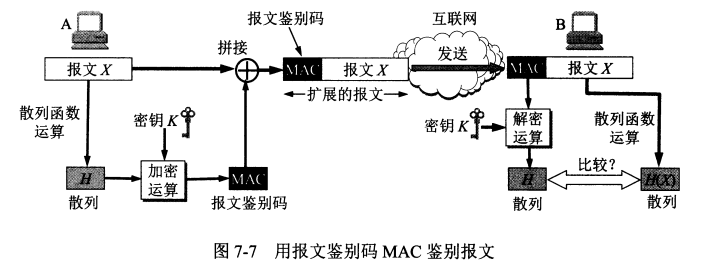 A
报文 X
散列函数
运算
H
散列
密钥 K
加密
运算
MAC
报文鉴别码
拼接
报文鉴别码
MAC
报文 X
扩展的报文
互联网
发送
B
MAC
报文 X
密钥 K
解密
运算
H
散列
比较？
散列函数
运算
H(X)
散列
图 7-7 用报文鉴别码 MAC 鉴别报文